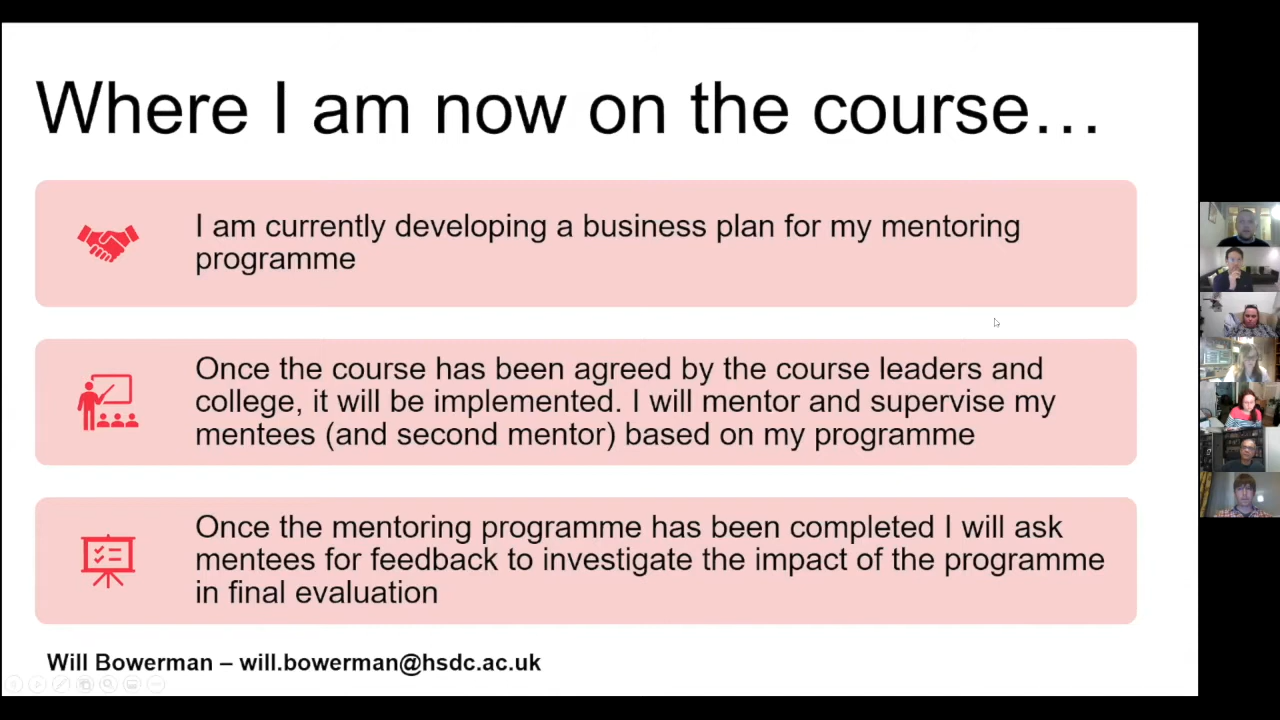 Where I am now on the course…
I am currently developing a business plan for my mentoring
programme
Once the course has been agreed by the course leaders and
college, it will be implemented. I will mentor and supervise my
mentees (and second mentor) based on my programme
Once the mentoring programme has been completed I will ask
mentees for feedback to investigate the impact of the programme
in final evaluation
Will Bowerman – will.bowerman@hsdc.ac.uk